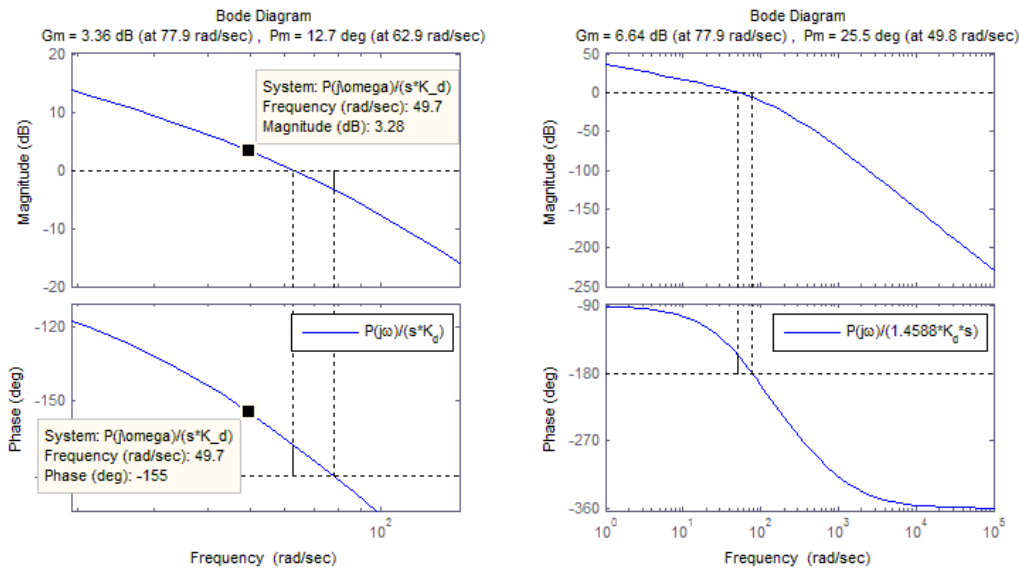 Bode Diagram
Gm = 3.36 dB (at 77.9 rad/sec) , Pm = 12.7 deg (at 62.9 rad/sec)
20
10
0
-10
-20
Magnitude (dB)
System: P(j\omega)/(s*K_d)
Frequency (rad/sec): 49.7
Magnitude (dB): 3.28
-120
-150
Phase (deg)
P(jω)/(s*K_d)
System: P(j\omega)/(s*K_d)
Frequency (rad/sec): 49.7
Phase (deg): -155
10^2
Frequency (rad/sec)
Bode Diagram
Gm = 6.64 dB (at 77.9 rad/sec) , Pm = 25.5 deg (at 49.8 rad/sec)
50
0
-50
-100
-150
-200
-250
Magnitude (dB)
-90
-180
-270
-360
Phase (deg)
P(jω)/(1.4588*K_d*s)
10^0 10^1 10^2 10^3 10^4 10^5
Frequency (rad/sec)